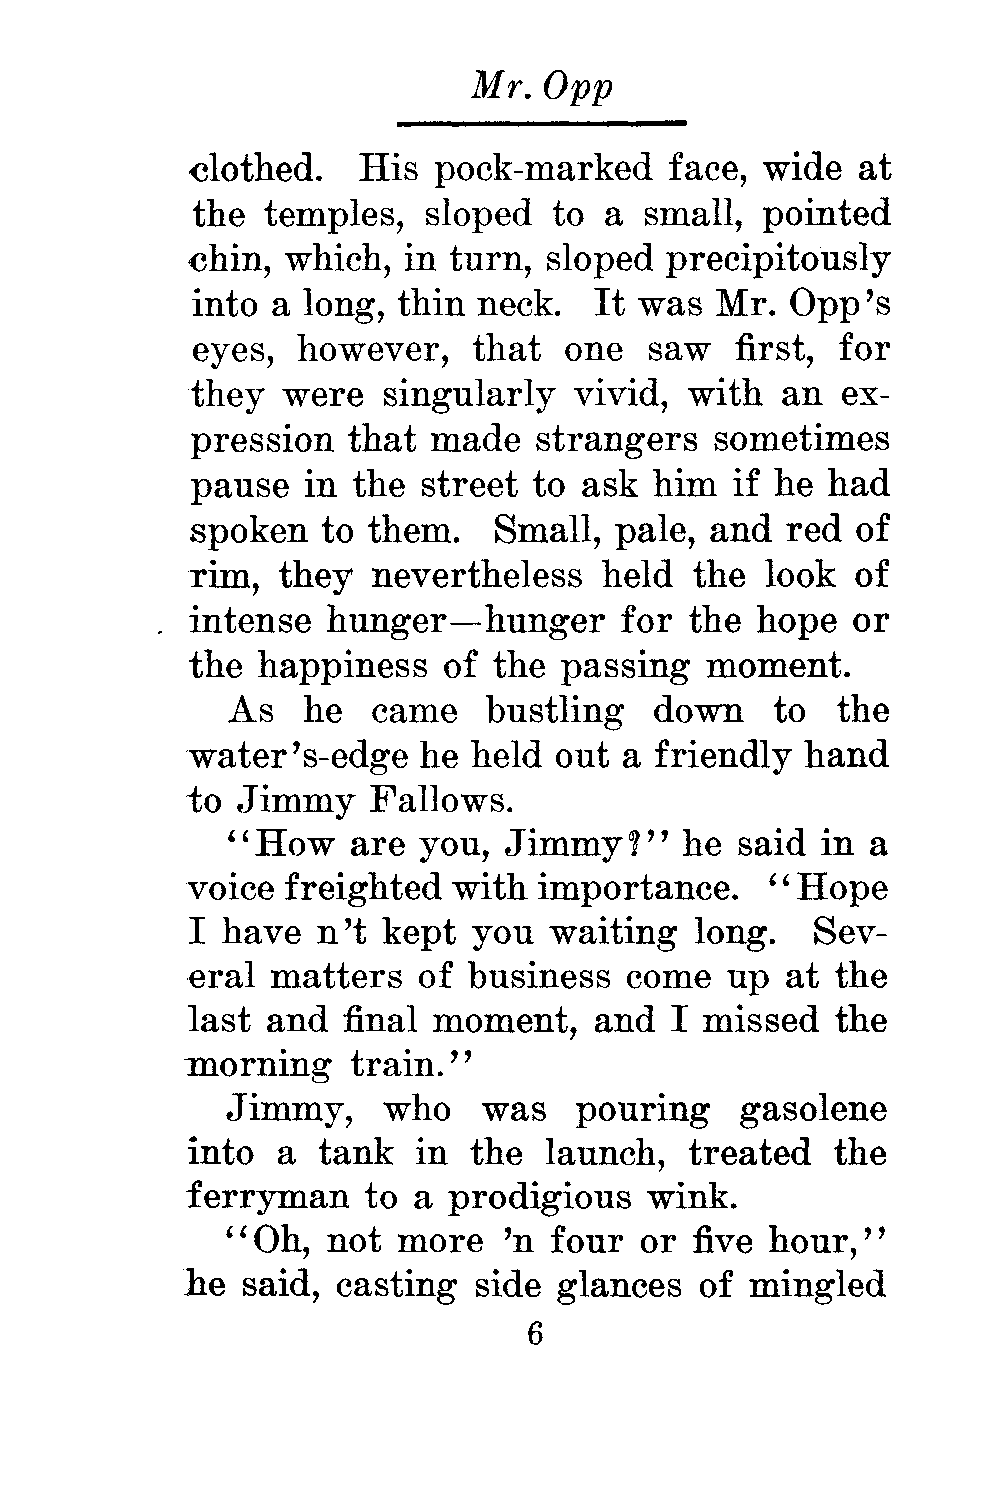 Mr. Opp
clothed. His pock-marked face, wide at
the temples, sloped to a small, pointed
chin, which, in turn, sloped precipitously
into a long, thin neck. It was Mr. Opp's
eyes, however, that one saw first, for
they were singularly vivid, with an ex-
pression that made strangers sometimes
pause in the street to ask him if he had
spoken to them. Small, pale, and red of
rim, they nevertheless held the look of
intense hunger—hunger for the hope or
the happiness of the passing moment.
As he came bustling down to the
water's-edge he held out a friendly hand
to Jimmy Fallows.
"How are you, Jimmy?" he said in a
voice freighted with importance. "Hope
I have n't kept you waiting long. Sev-
eral matters of business come up at the
last and final moment, and I missed the
morning train."
Jimmy, who was pouring gasolene
into a tank in the launch, treated the
ferryman to a prodigious wink.
"Oh, not more 'n four or five hour,"
he said, casting side glances of mingled
6